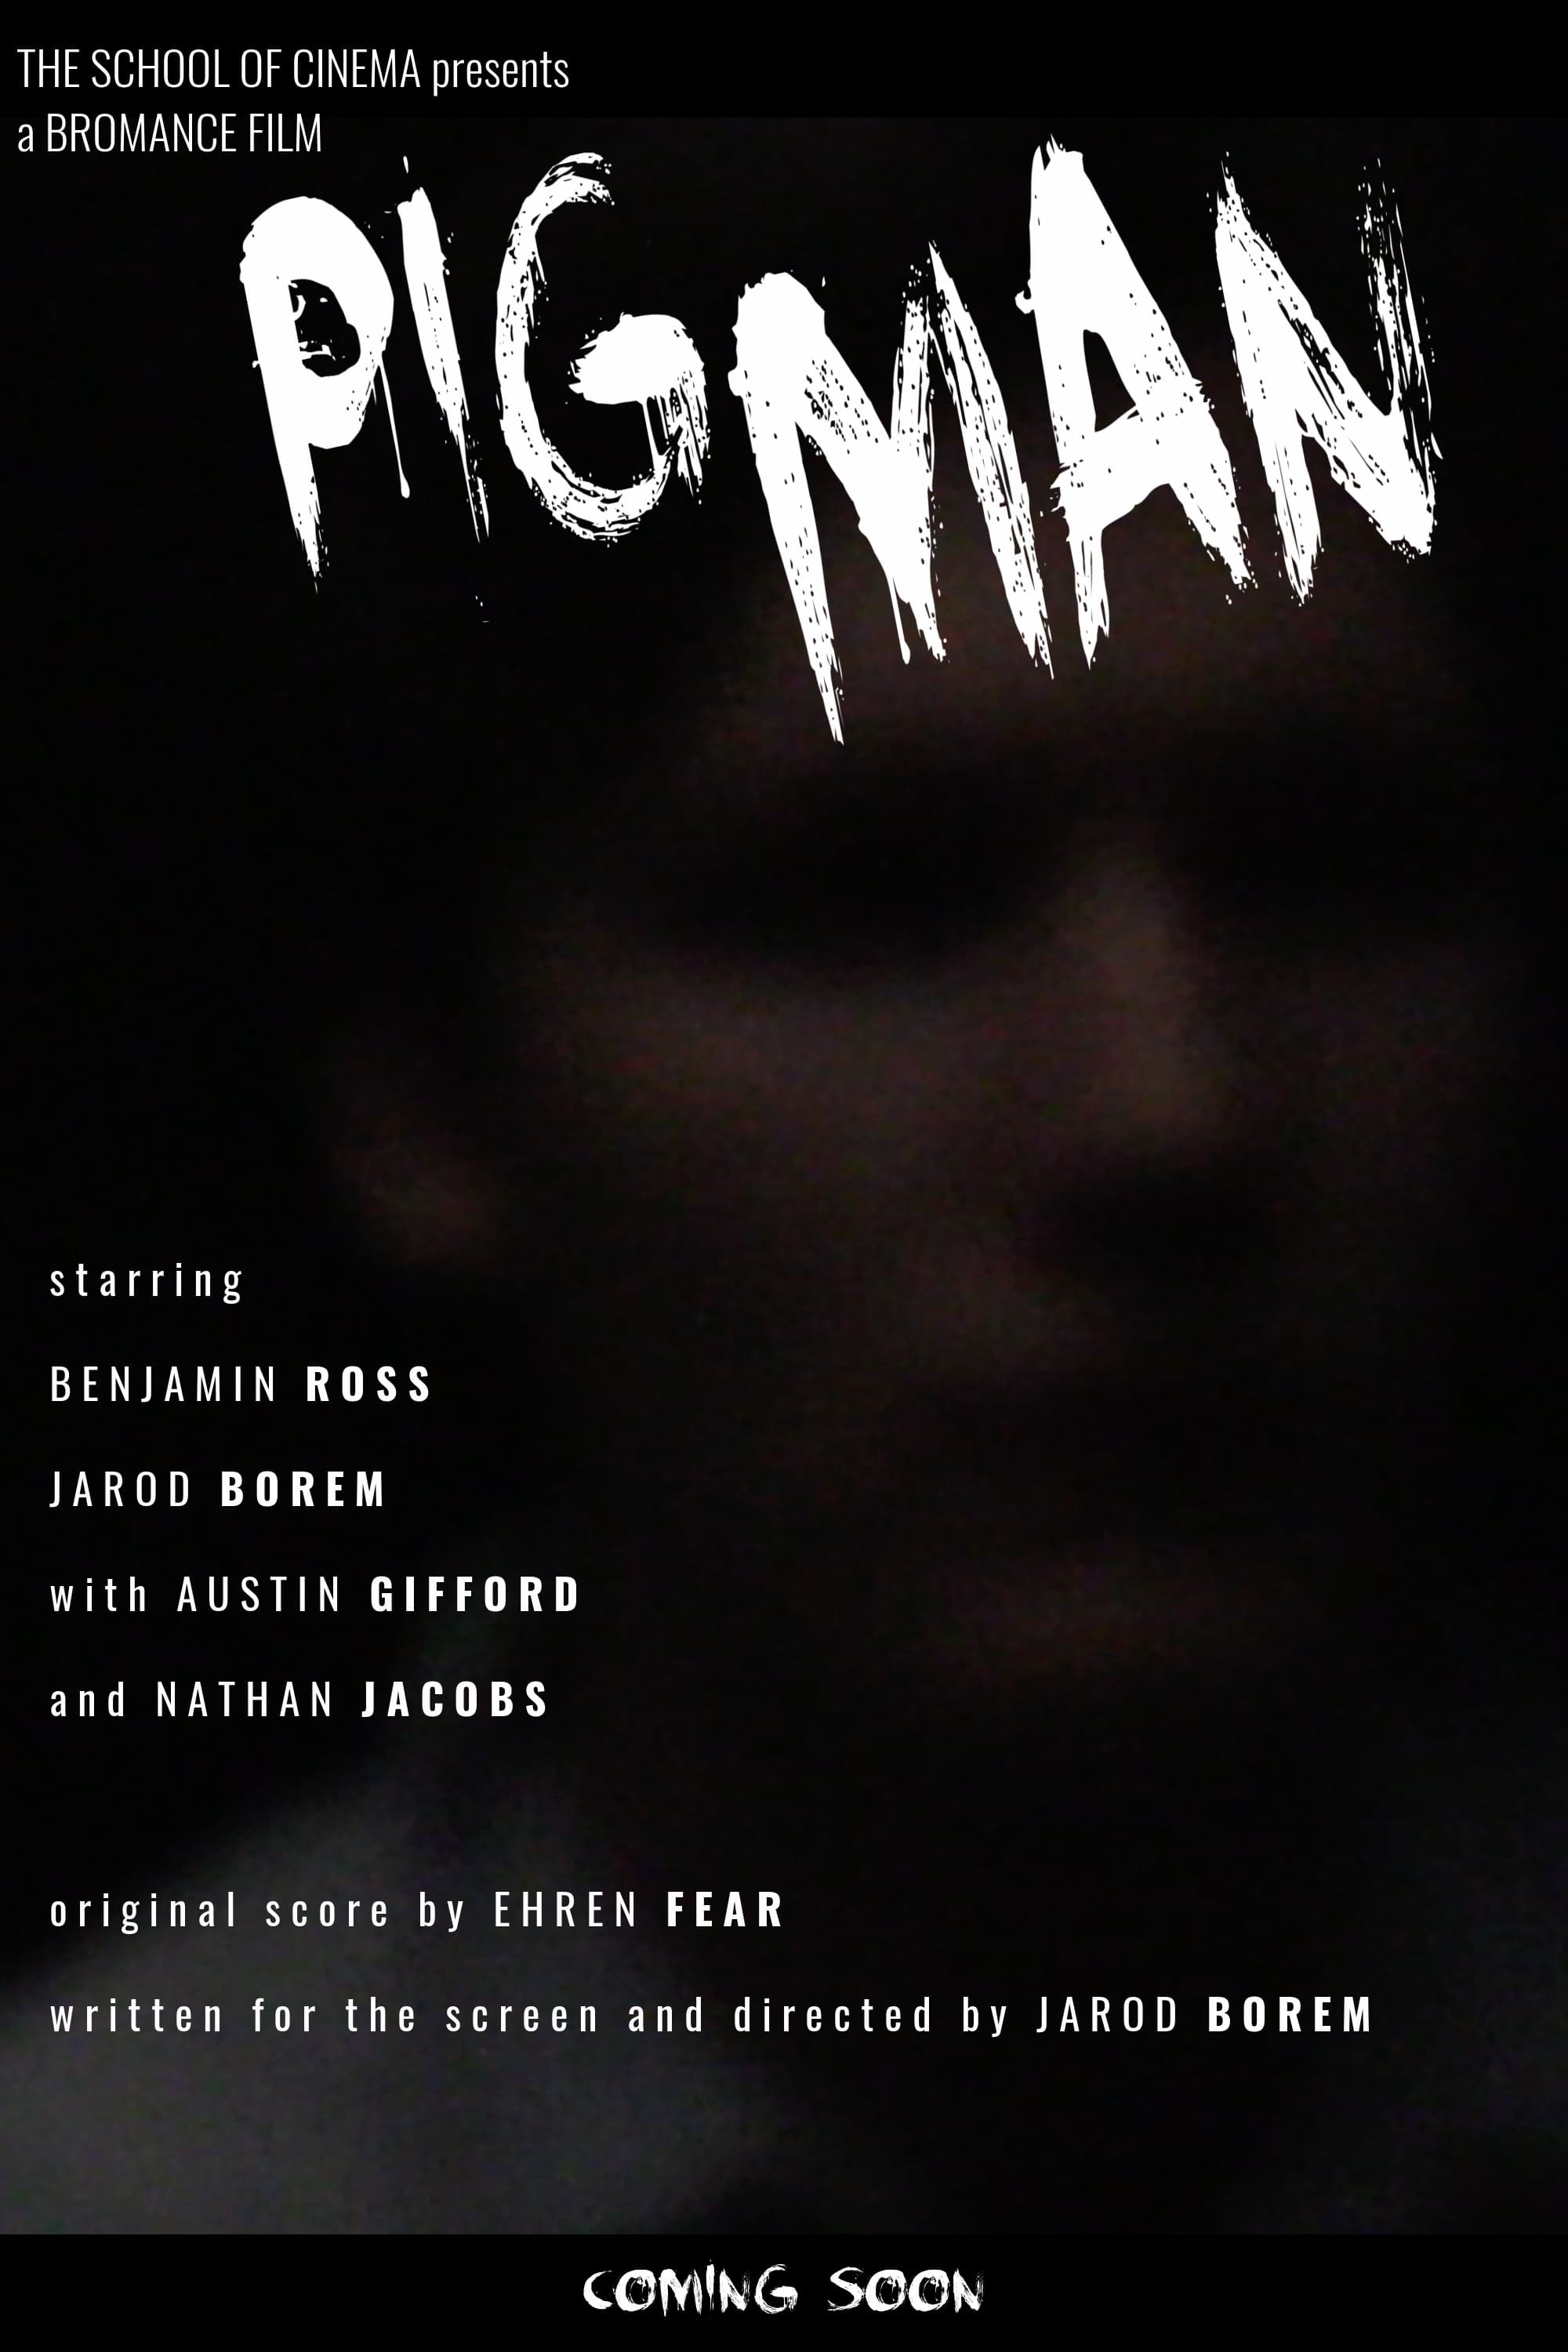 THE SCHOOL OF CINEMA presents
a BROMANCE FILM
PIGMAN
starring
BENJAMIN ROSS
JAROD BOREM
with AUSTIN GIFFORD
and NATHAN JACOBS
original score by EHREN FEAR
written for the screen and directed by JAROD BOREM
COMING SOON